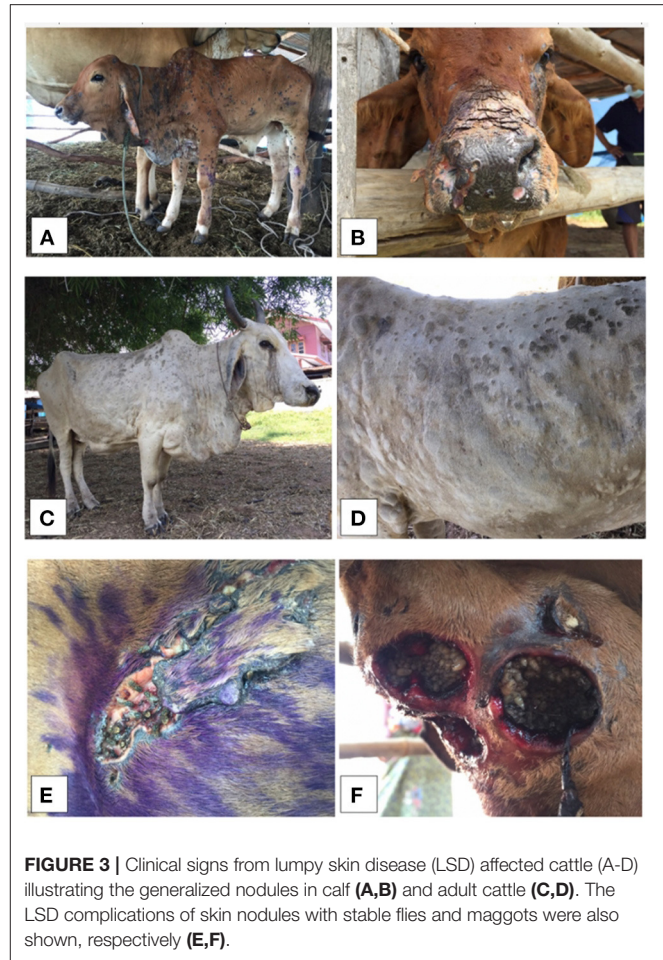 A
B
C
D
E
F
FIGURE 3 | Clinical signs from lumpy skin disease (LSD) affected cattle (A-D)
illustrating the generalized nodules in calf (A,B) and adult cattle (C,D). The
LSD complications of skin nodules with stable flies and maggots were also
shown, respectively (E,F).